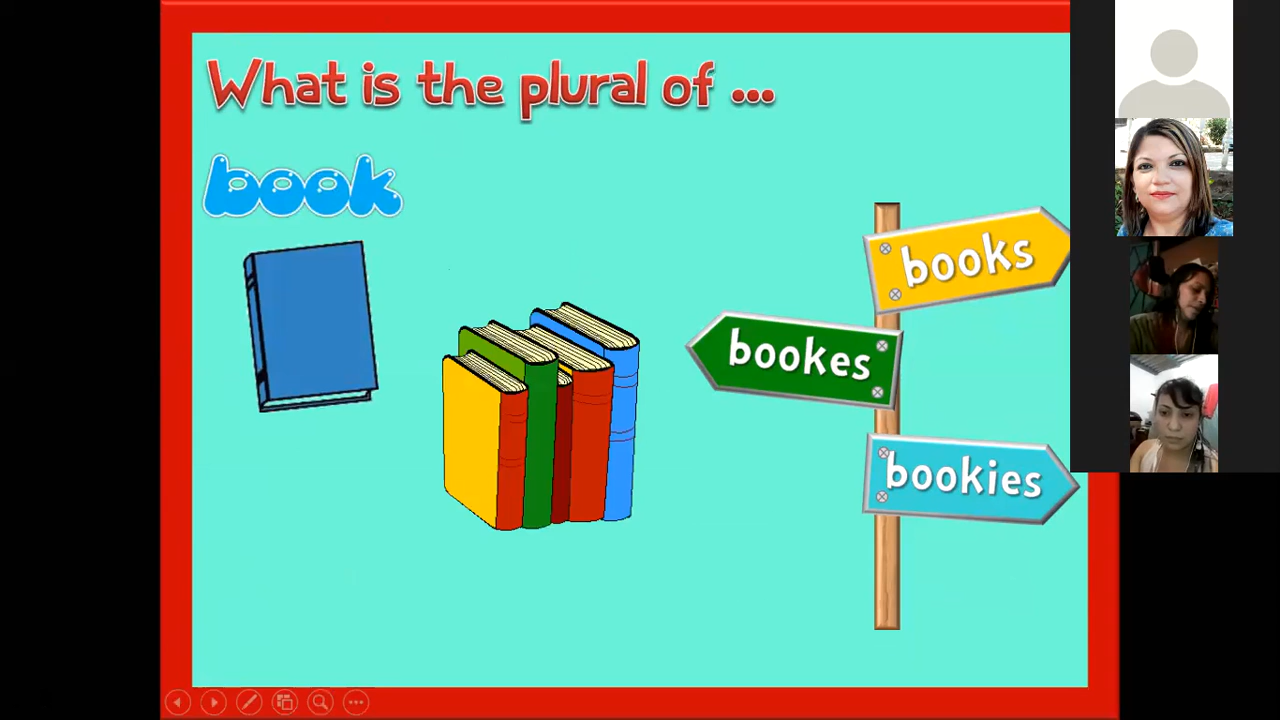 What is the plural of ...
book
books
bookes
bookies